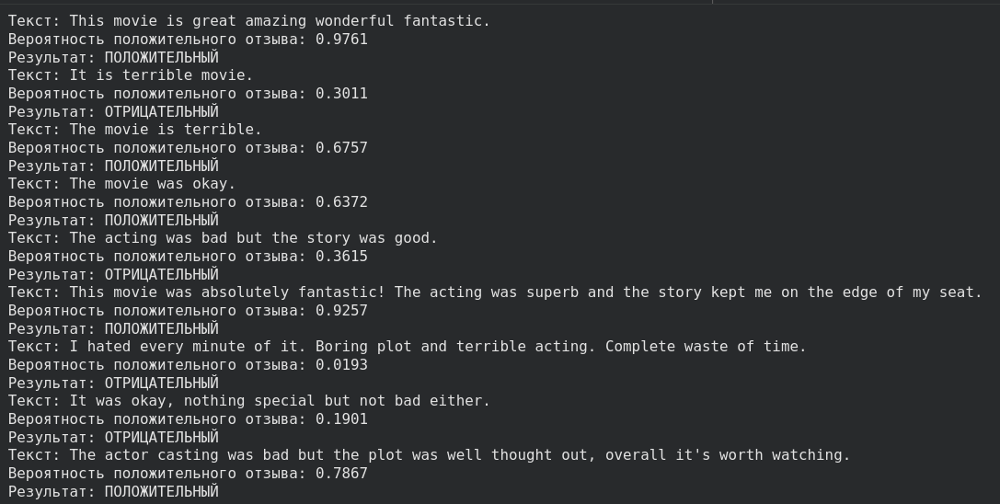 Текст: This movie is great amazing wonderful fantastic.
Вероятность положительного отзыва: 0.9761
Результат: ПОЛОЖИТЕЛЬНЫЙ
Текст: It is terrible movie.
Вероятность положительного отзыва: 0.3011
Результат: ОТРИЦАТЕЛЬНЫЙ
Текст: The movie is terrible.
Вероятность положительного отзыва: 0.6757
Результат: ПОЛОЖИТЕЛЬНЫЙ
Текст: The movie was okay.
Вероятность положительного отзыва: 0.6372
Результат: ПОЛОЖИТЕЛЬНЫЙ
Текст: The acting was bad but the story was good.
Вероятность положительного отзыва: 0.3615
Результат: ОТРИЦАТЕЛЬНЫЙ
Текст: This movie was absolutely fantastic! The acting was superb and the story kept me on the edge of my seat.
Вероятность положительного отзыва: 0.9257
Результат: ПОЛОЖИТЕЛЬНЫЙ
Текст: I hated every minute of it. Boring plot and terrible acting. Complete waste of time.
Вероятность положительного отзыва: 0.0193
Результат: ОТРИЦАТЕЛЬНЫЙ
Текст: It was okay, nothing special but not bad either.
Вероятность положительного отзыва: 0.1901
Результат: ОТРИЦАТЕЛЬНЫЙ
Текст: The actor casting was bad but the plot was well thought out, overall it's worth watching.
Вероятность положительного отзыва: 0.7867
Результат: ПОЛОЖИТЕЛЬНЫЙ